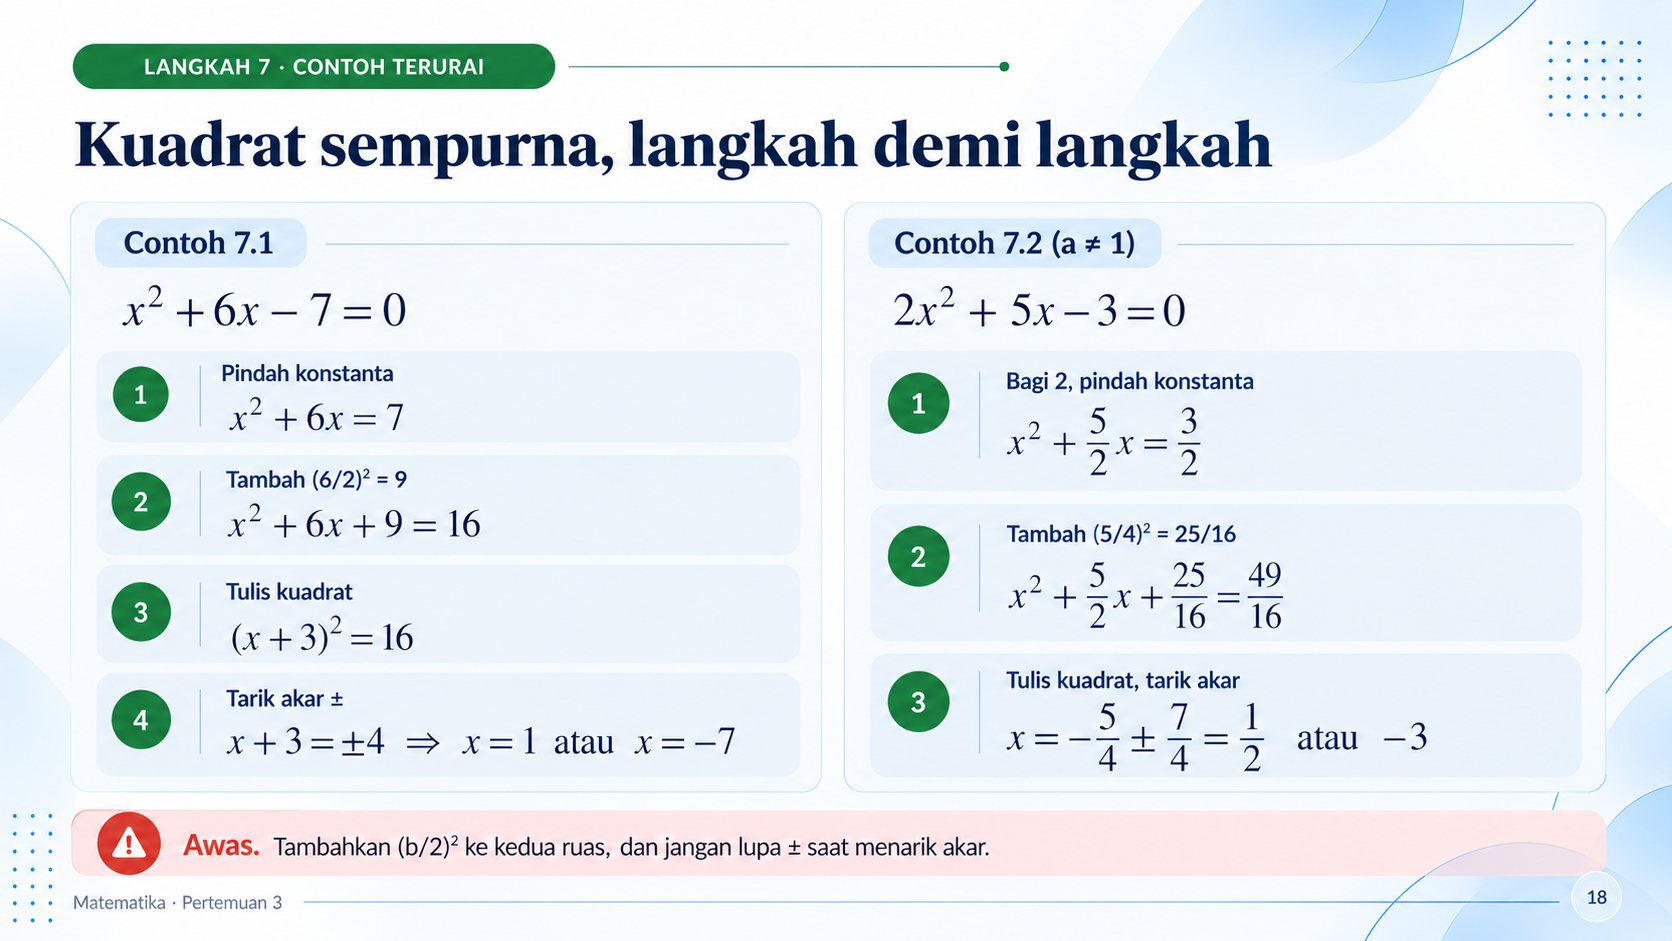 LANGKAH 7 · CONTOH TERURAI
Kuadrat sempurna, langkah demi langkah
Contoh 7.1
x² + 6x − 7 = 0
1
Pindah konstanta
x² + 6x = 7
2
Tambah (6/2)² = 9
x² + 6x + 9 = 16
3
Tulis kuadrat
(x + 3)² = 16
4
Tarik akar ±
x + 3 = ±4 ⇒ x = 1 atau x = −7
Contoh 7.2 (a ≠ 1)
2x² + 5x − 3 = 0
1
Bagi 2, pindah konstanta
x² + 5/2 x = 3/2
2
Tambah (5/4)² = 25/16
x² + 5/2 x + 25/16 = 49/16
3
Tulis kuadrat, tarik akar
x = −5/4 ± 7/4 = 1/2 atau −3
Awas. Tambahkan (b/2)² ke kedua ruas, dan jangan lupa ± saat menarik akar.
Matematika · Pertemuan 3
18